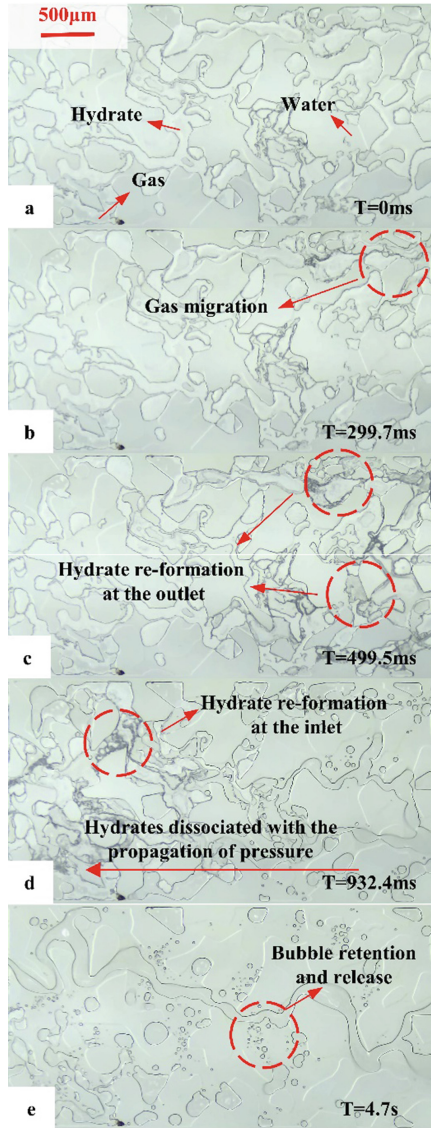 500μm
Hydrate
Water
Gas
a
T=0ms
Gas migration
b
T=299.7ms
Hydrate re-formation
at the outlet
c
T=499.5ms
Hydrate re-formation
at the inlet
Hydrates dissociated with the
propagation of pressure
d
T=932.4ms
Bubble retention
and release
e
T=4.7s